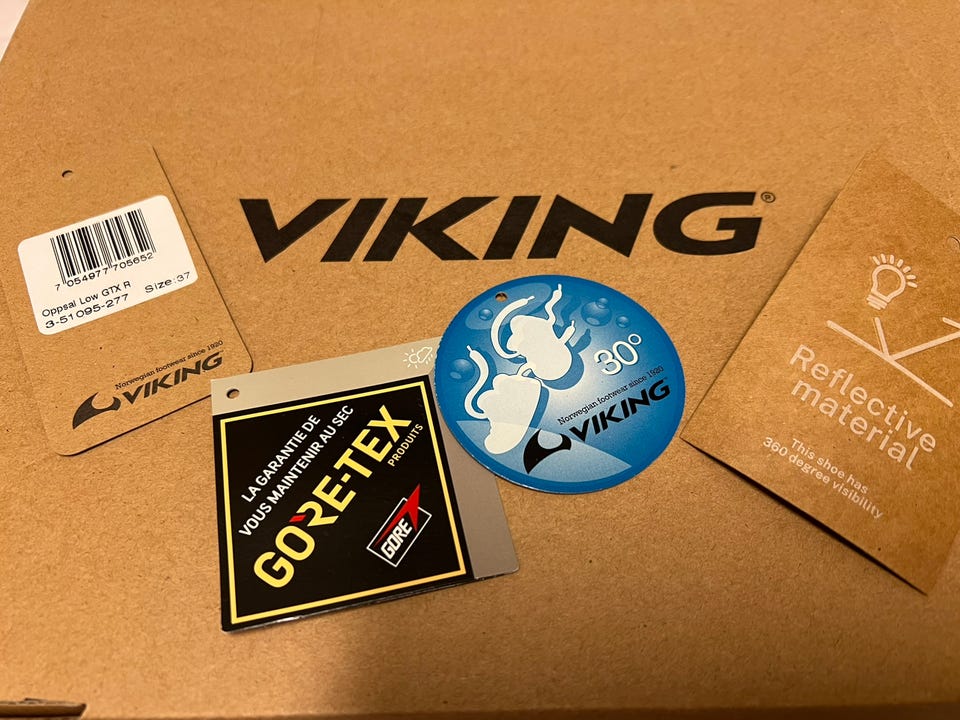 VIKING®
7 054977 705652
Oppsal Low GTX R
3-51095-277 Size:37
Norwegian footwear since 1920
VIKING
LA GARANTIE DE
VOUS MAINTENIR AU SEC
GORE-TEX
PRODUITS
GORE
30°
Norwegian footwear since 1920
VIKING
Reflective
material
This shoe has
360 degree visibility